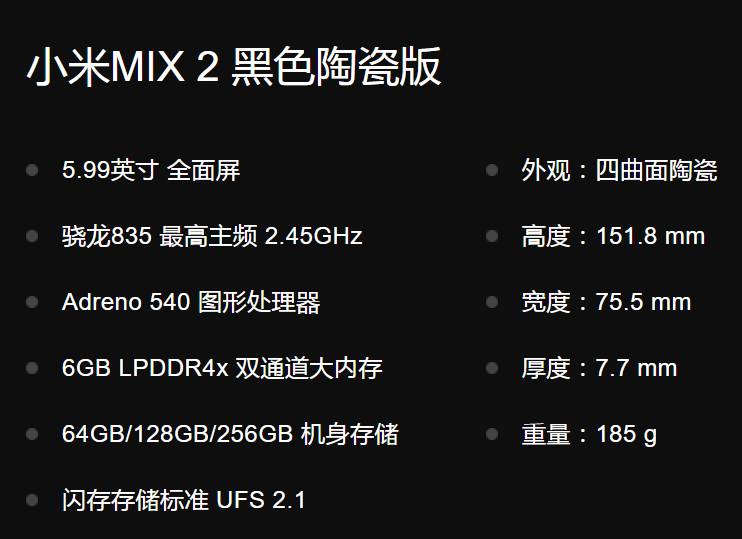 小米MIX 2 黑色陶瓷版
5.99英寸 全面屏
骁龙835 最高主频 2.45GHz
Adreno 540 图形处理器
6GB LPDDR4x 双通道大内存
64GB/128GB/256GB 机身存储
闪存存储标准 UFS 2.1
外观：四曲面陶瓷
高度：151.8 mm
宽度：75.5 mm
厚度：7.7 mm
重量：185 g